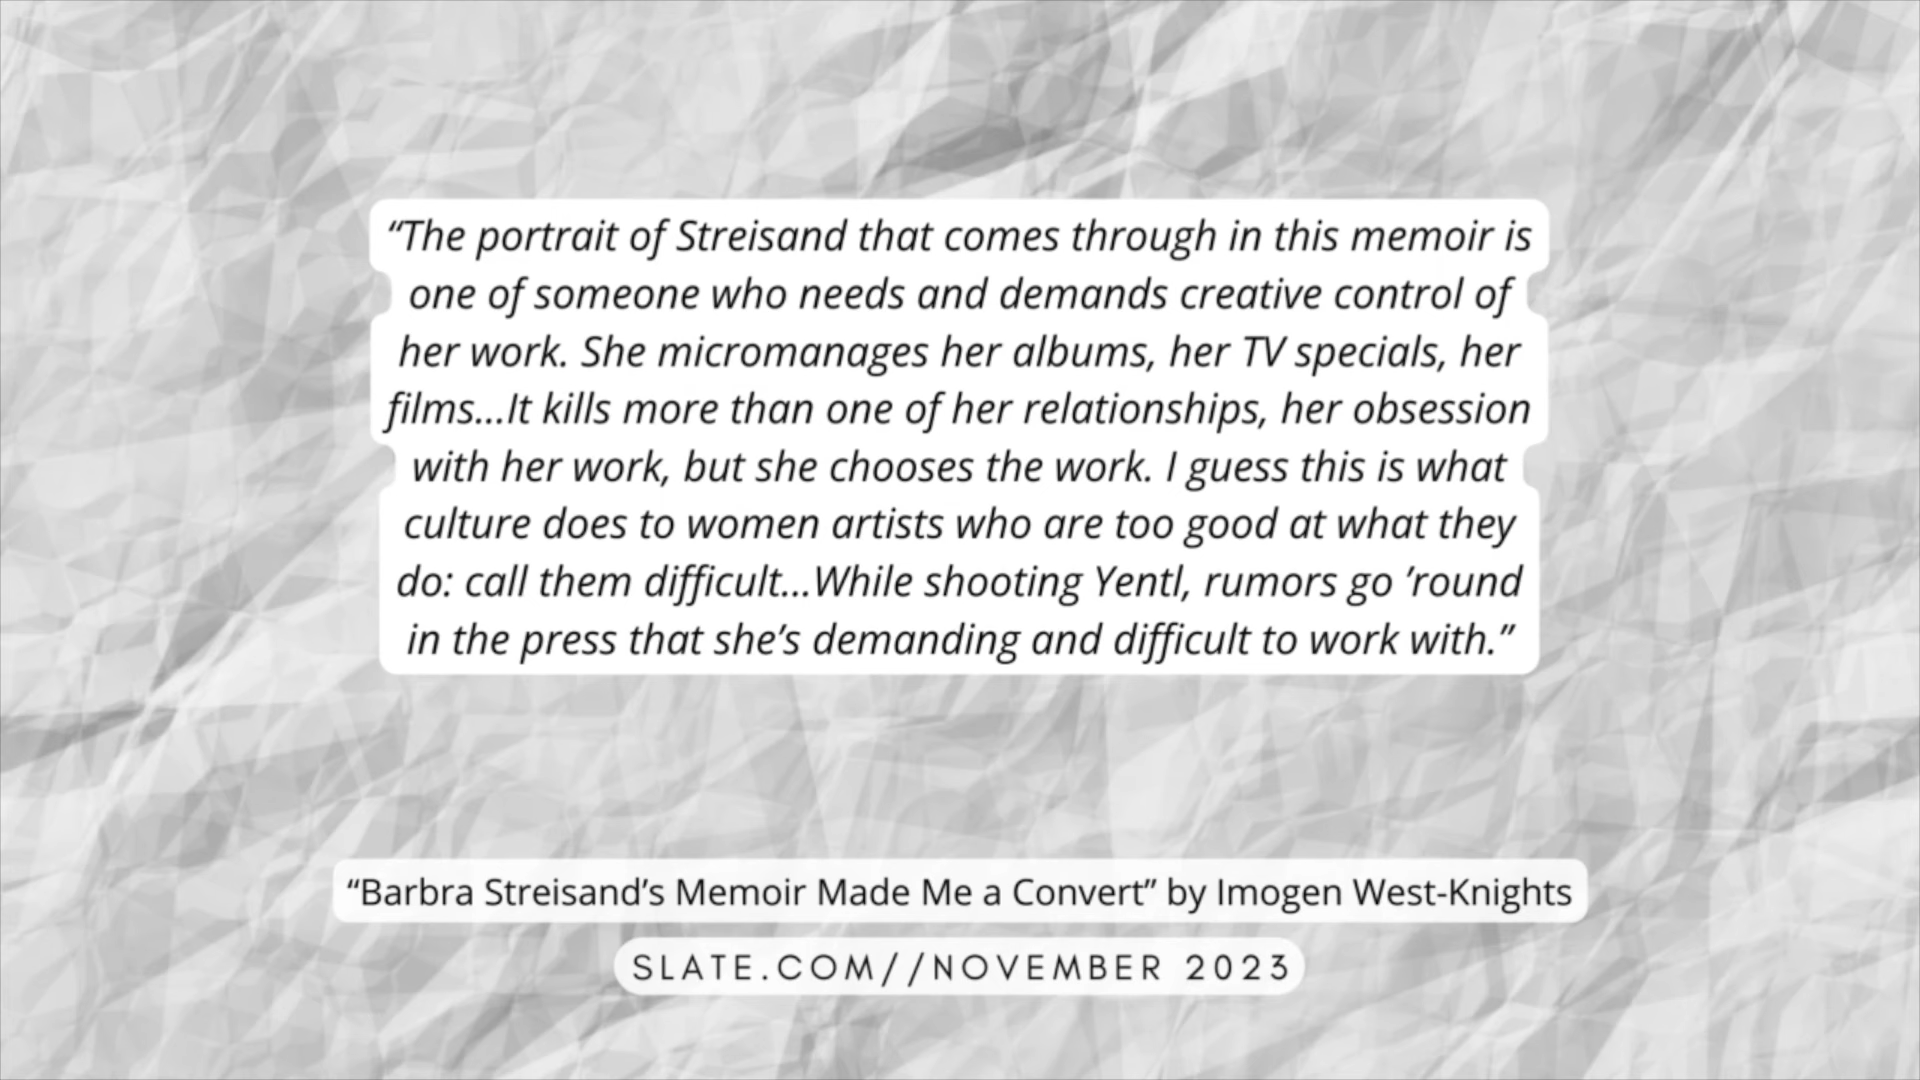 “The portrait of Streisand that comes through in this memoir is
one of someone who needs and demands creative control of
her work. She micromanages her albums, her TV specials, her
films...It kills more than one of her relationships, her obsession
with her work, but she chooses the work. I guess this is what
culture does to women artists who are too good at what they
do: call them difficult...While shooting Yentl, rumors go ’round
in the press that she’s demanding and difficult to work with.”
“Barbra Streisand’s Memoir Made Me a Convert” by Imogen West-Knights
SLATE.COM//NOVEMBER 2023